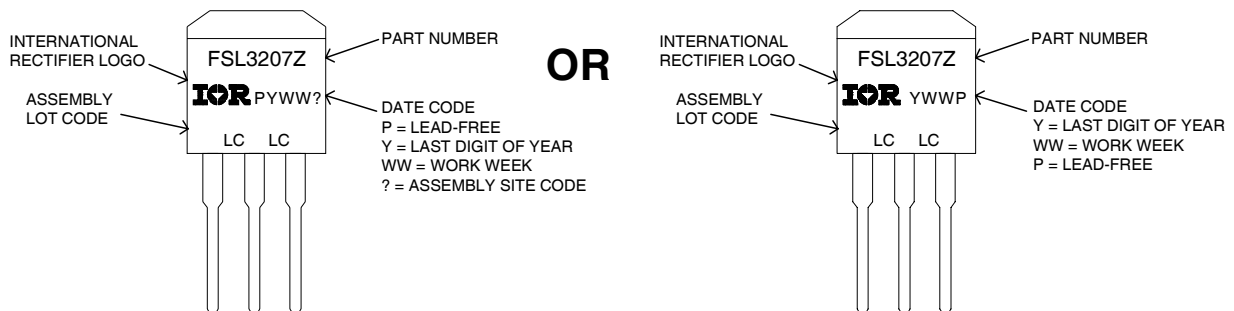 INTERNATIONAL
RECTIFIER LOGO
ASSEMBLY
LOT CODE
FSL3207Z
IOR PYWW?
LC LC
PART NUMBER
DATE CODE
P = LEAD-FREE
Y = LAST DIGIT OF YEAR
WW = WORK WEEK
? = ASSEMBLY SITE CODE
OR
INTERNATIONAL
RECTIFIER LOGO
ASSEMBLY
LOT CODE
FSL3207Z
IOR YWWP
LC LC
PART NUMBER
DATE CODE
Y = LAST DIGIT OF YEAR
WW = WORK WEEK
P = LEAD-FREE